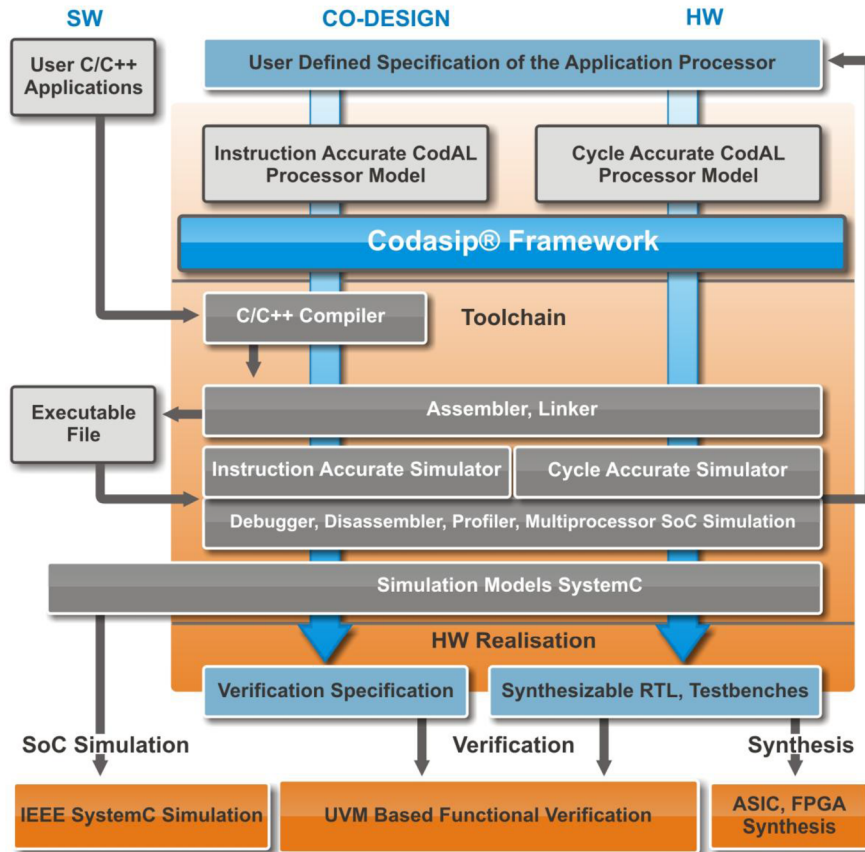 SW
CO-DESIGN
HW
User C/C++
Applications
User Defined Specification of the Application Processor
Instruction Accurate CodAL
Processor Model
Cycle Accurate CodAL
Processor Model
Codasip® Framework
C/C++ Compiler
Toolchain
Executable
File
Assembler, Linker
Instruction Accurate Simulator
Cycle Accurate Simulator
Debugger, Disassembler, Profiler, Multiprocessor SoC Simulation
Simulation Models SystemC
HW Realisation
Verification Specification
Synthesizable RTL, Testbenches
SoC Simulation
Verification
Synthesis
IEEE SystemC Simulation
UVM Based Functional Verification
ASIC, FPGA
Synthesis